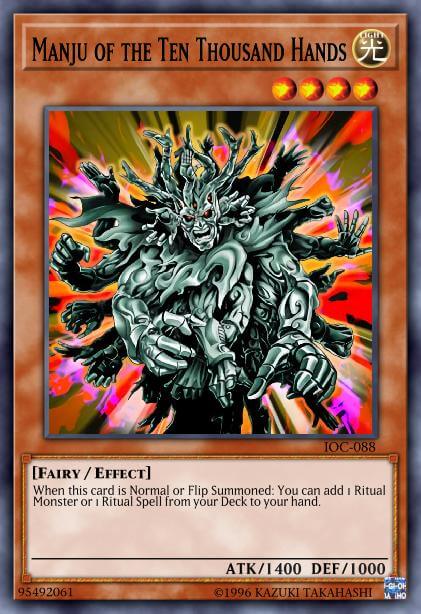 Manju of the Ten Thousand Hands
LIGHT
光
IOC-088
[Fairy / Effect]
When this card is Normal or Flip Summoned: You can add 1 Ritual
Monster or 1 Ritual Spell from your Deck to your hand.
ATK/1400 DEF/1000
95492061
©1996 KAZUKI TAKAHASHI